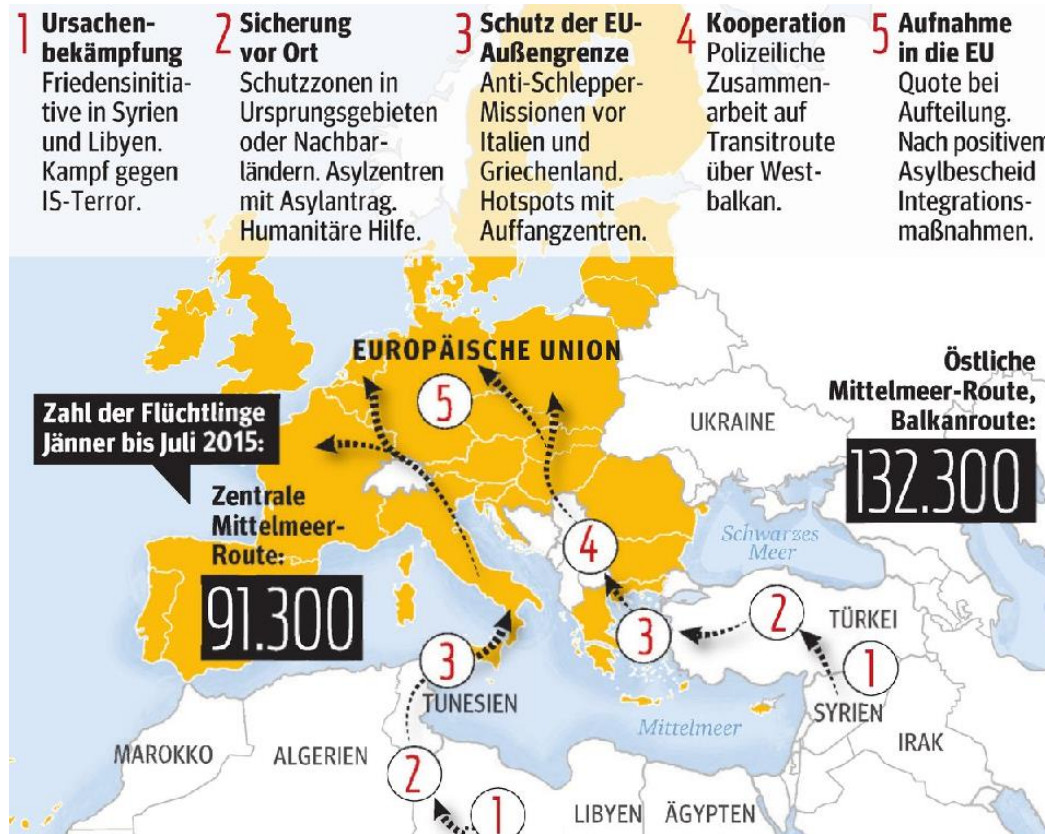 1 Ursachen-
bekämpfung
Friedensinitia-
tive in Syrien
und Libyen.
Kampf gegen
IS-Terror.
2 Sicherung
vor Ort
Schutzzonen in
Ursprungsgebieten
oder Nachbar-
ländern. Asylzentren
mit Asylantrag.
Humanitäre Hilfe.
3 Schutz der EU-
Außengrenze
Anti-Schlepper-
Missionen vor
Italien und
Griechenland.
Hotspots mit
Auffangzentren.
4 Kooperation
Polizeiliche
Zusammen-
arbeit auf
Transitroute
über West-
balkan.
5 Aufnahme
in die EU
Quote bei
Aufteilung.
Nach positivem
Asylbescheid
Integrations-
maßnahmen.
EUROPÄISCHE UNION
5
Zahl der Flüchtlinge
Jänner bis Juli 2015:
Zentrale
Mittelmeer-
Route:
91.300
Östliche
Mittelmeer-Route,
Balkanroute:
132.300
UKRAINE
Schwarzes
Meer
4
3
2
TÜRKEI
1
SYRIEN
IRAK
3
TUNESIEN
Mittelmeer
MAROKKO
ALGERIEN
2
1
LIBYEN
ÄGYPTEN